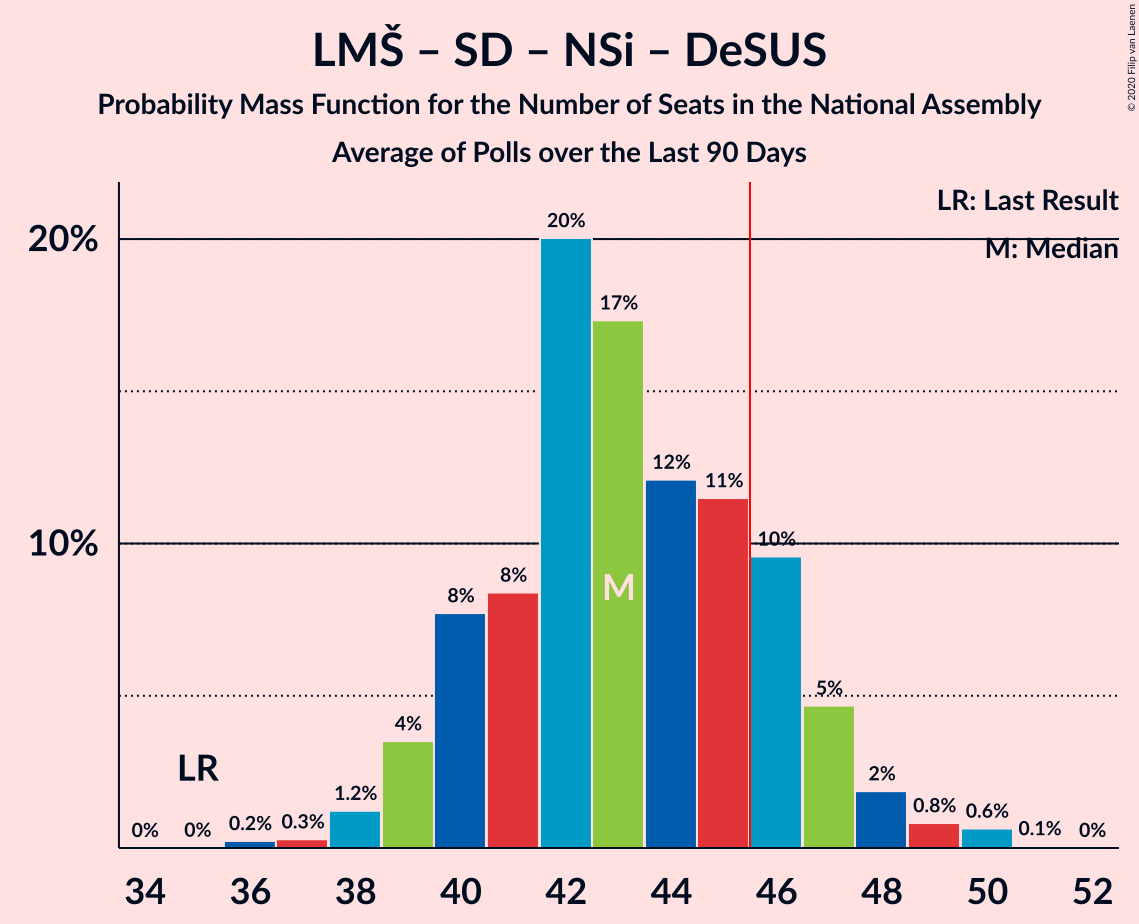 LMŠ – SD – NSi – DeSUS
Probability Mass Function for the Number of Seats in the National Assembly
Average of Polls over the Last 90 Days
© 2020 Filip van Laenen
LR: Last Result
M: Median
20%
10%
0%
0%
0.2%
0.3%
1.2%
4%
8%
8%
20%
17%
12%
11%
10%
5%
2%
0.8%
0.6%
0.1%
0%
LR
M
34 36 38 40 42 44 46 48 50 52